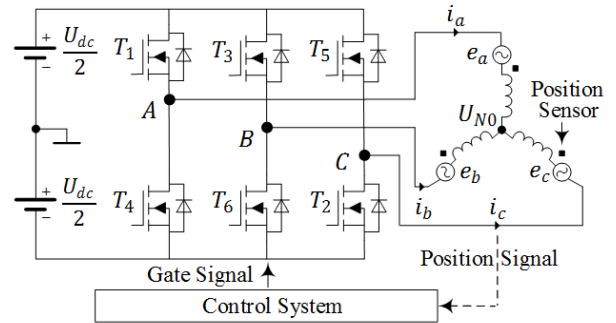 +
U_dc/2
−
T_1
T_3
T_5
i_a
e_a
A
B
C
U_N0
Position
Sensor
+
U_dc/2
−
T_4
T_6
T_2
e_b
e_c
i_b
i_c
Gate Signal
Position Signal
Control System